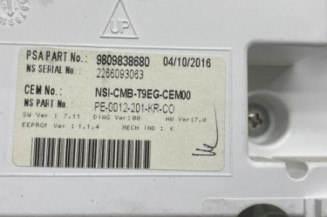 UP
PSA PART No.: 9809838680 04/10/2016
NS SERIAL No.: 2266093063
CEM No.: NSI-CMB-T9EG-CEM00
NS PART No.: PE-0012-201-KR-CO
SW Ver : 7.11 DIAG Ver:00 HW Ver:7.0
EEPROF Ver : 1.1.4 MECH IND : K